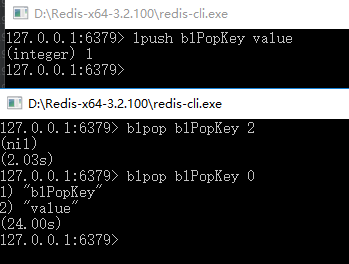 D:\Redis-x64-3.2.100\redis-cli.exe
127.0.0.1:6379> lpush blPopKey value
(integer) 1
127.0.0.1:6379>
D:\Redis-x64-3.2.100\redis-cli.exe
127.0.0.1:6379> blpop blPopKey 2
(nil)
(2.03s)
127.0.0.1:6379> blpop blPopKey 0
1) "blPopKey"
2) "value"
(24.00s)
127.0.0.1:6379>